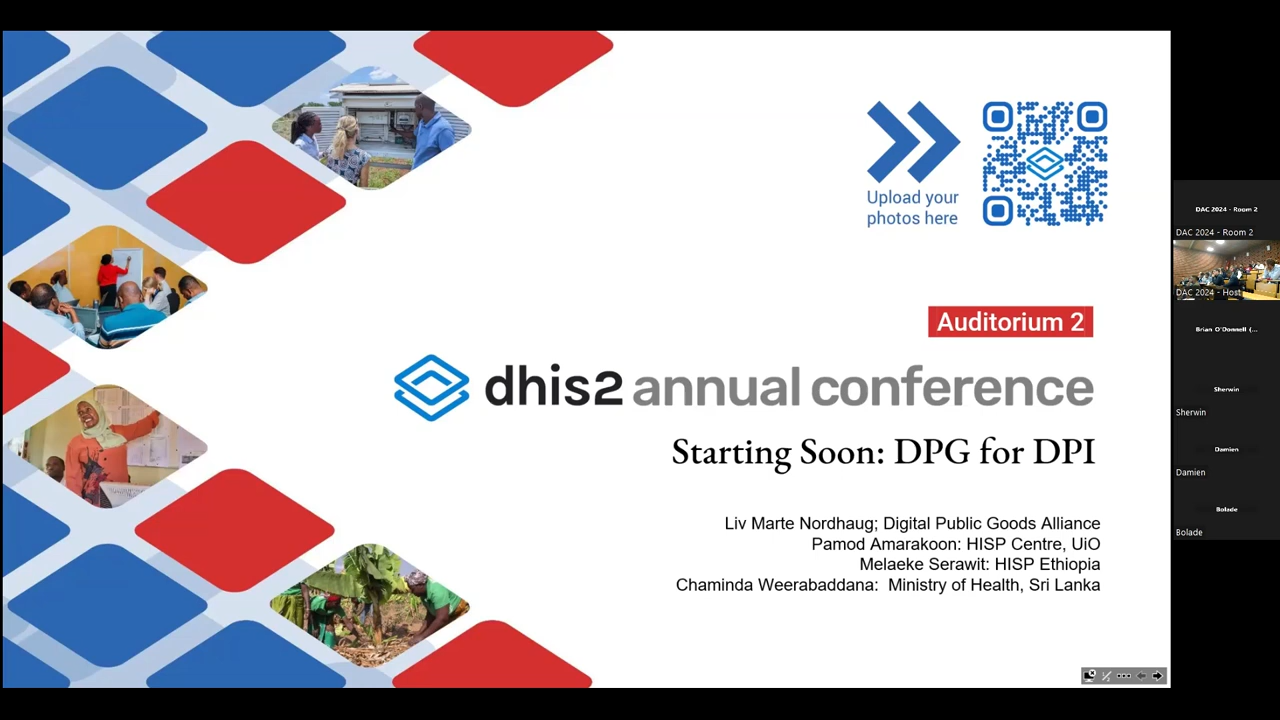 Upload your
photos here
Auditorium 2
dhis2 annual conference
Starting Soon: DPG for DPI
Liv Marte Nordhaug; Digital Public Goods Alliance
Pamod Amarakoon: HISP Centre, UiO
Melaeke Serawit: HISP Ethiopia
Chaminda Weerabaddana: Ministry of Health, Sri Lanka
DAC 2024 - Room 2
DAC 2024 - Room 2
DAC 2024 - Host
Brian O'Donnell (...
Sherwin
Sherwin
Damien
Damien
Bolade
Bolade